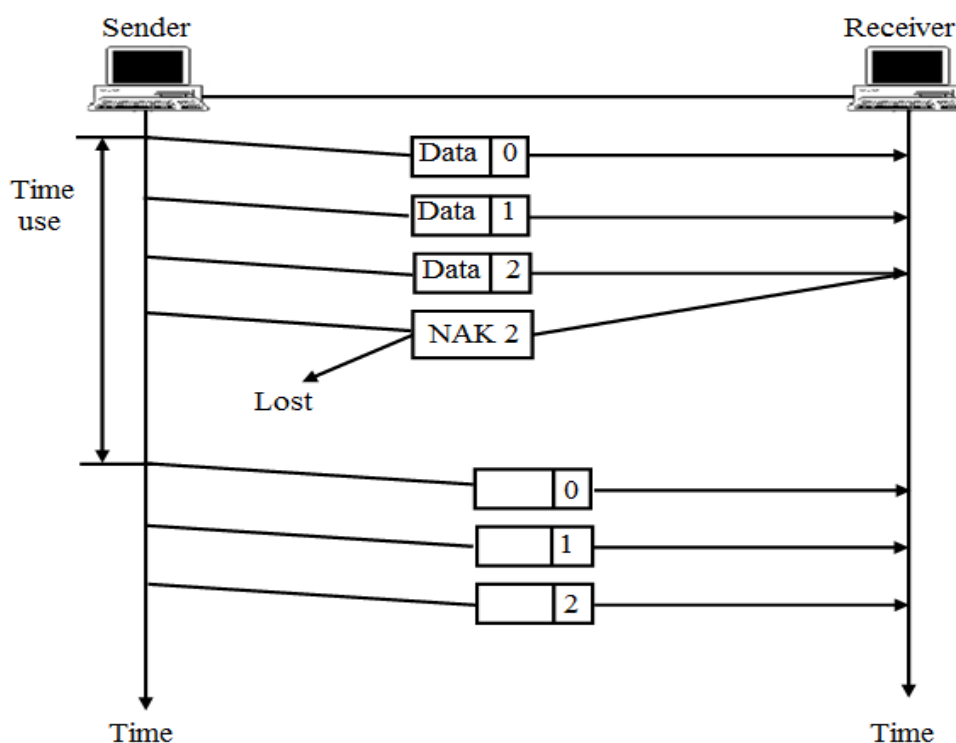 Sender
Receiver
Data 0
Time
use
Data 1
Data 2
NAK 2
Lost
0
1
2
Time
Time